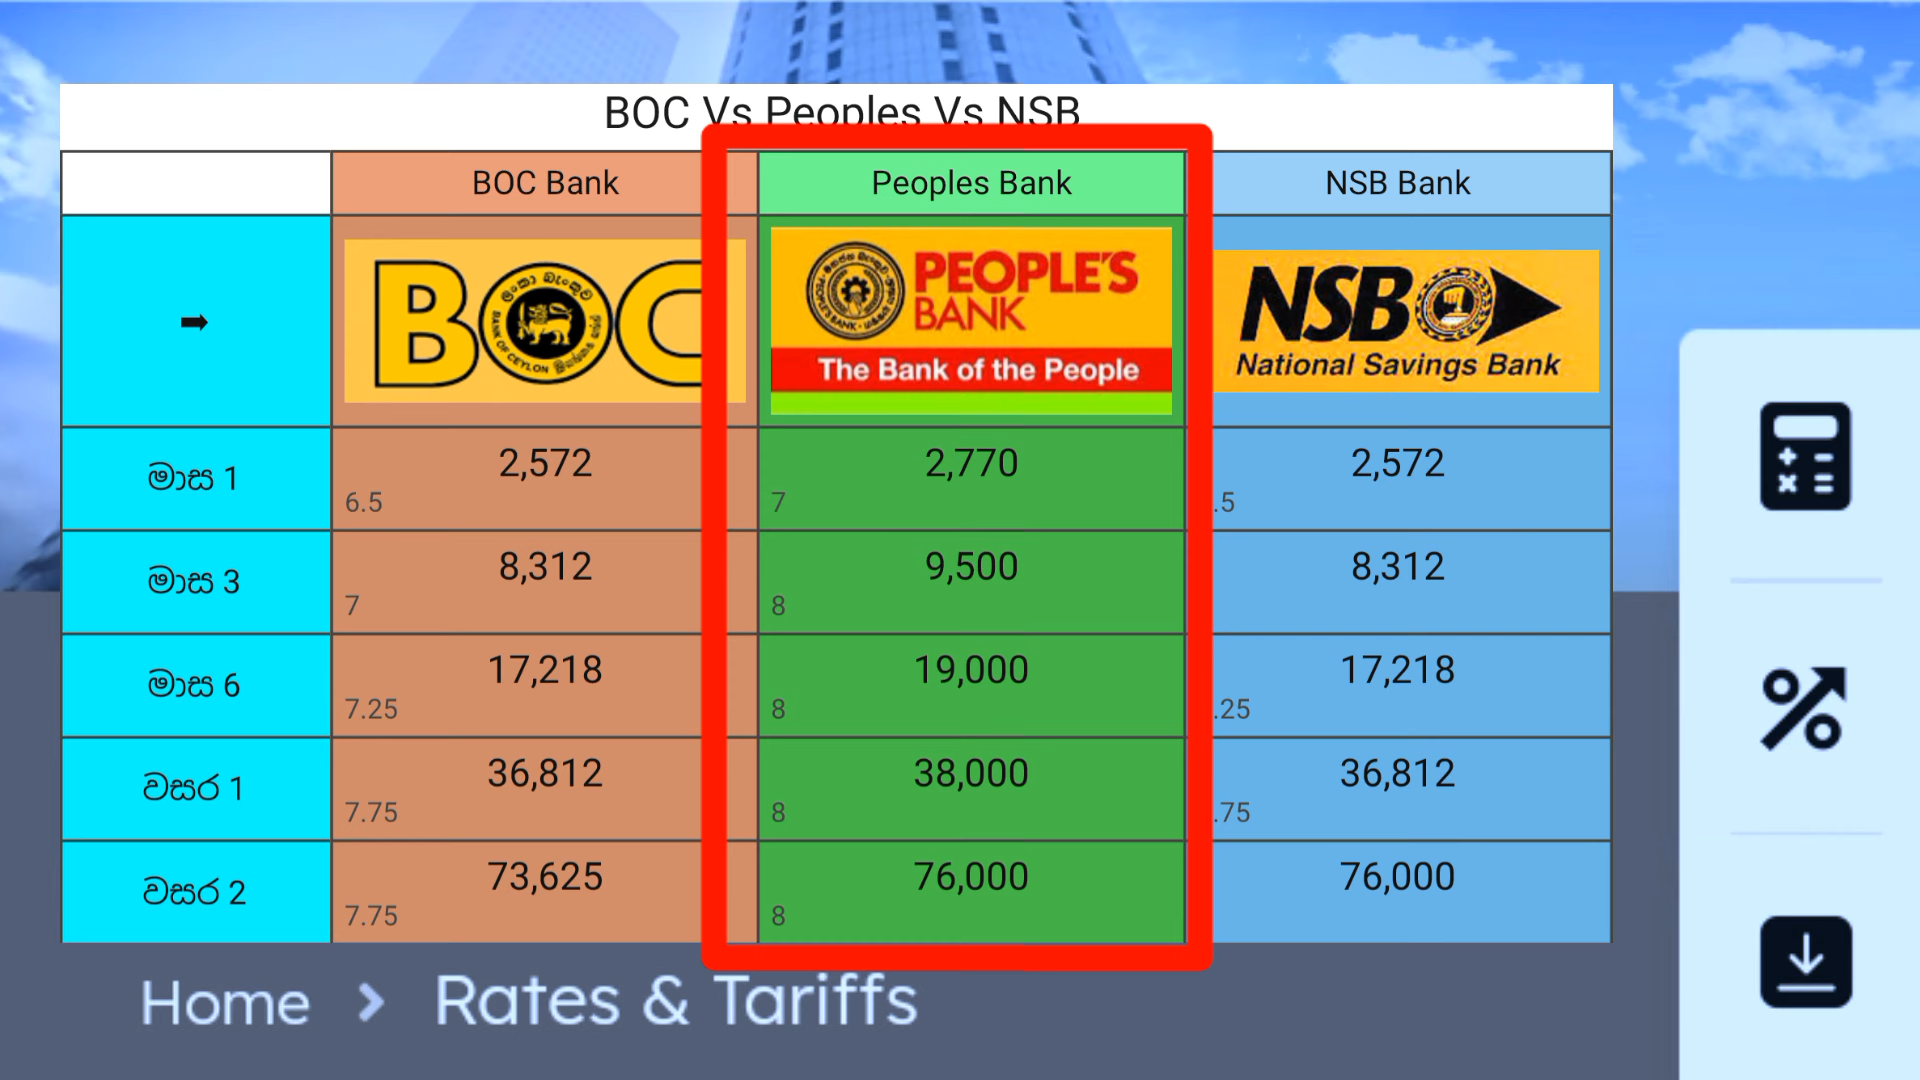 BOC Vs Peoples Vs NSB
BOC Bank Peoples Bank NSB Bank
BOC
ලංකා බැංකුව
BANK OF CEYLON
PEOPLE'S
BANK
The Bank of the People
NSB
National Savings Bank
මාස 1 2,572 2,770 2,572
6.5 7 .5
මාස 3 8,312 9,500 8,312
7 8
මාස 6 17,218 19,000 17,218
7.25 8 .25
වසර 1 36,812 38,000 36,812
7.75 8 .75
වසර 2 73,625 76,000 76,000
7.75 8
Home > Rates & Tariffs